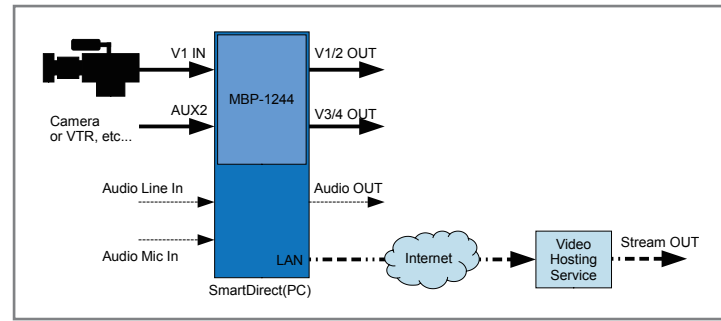 V1 IN
V1/2 OUT
MBP-1244
AUX2
V3/4 OUT
Camera
or VTR, etc...
Audio Line In
Audio OUT
Audio Mic In
LAN
Internet
Video
Hosting
Service
Stream OUT
SmartDirect(PC)